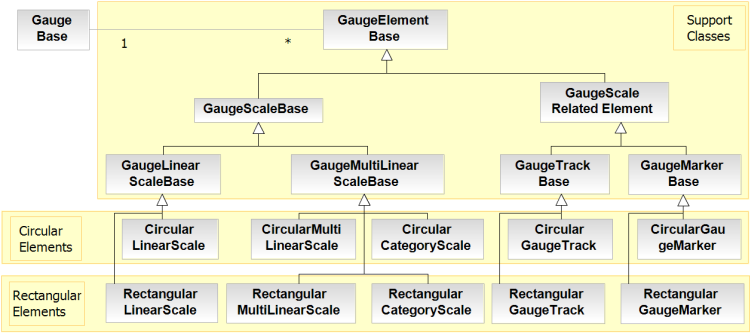 Gauge
Base
1
*
GaugeElement
Base
Support
Classes
GaugeScaleBase
GaugeScale
Related Element
GaugeLinear
ScaleBase
GaugeMultiLinear
ScaleBase
GaugeTrack
Base
GaugeMarker
Base
Circular
Elements
Circular
LinearScale
CircularMulti
LinearScale
Circular
CategoryScale
Circular
GaugeTrack
CircularGau
geMarker
Rectangular
Elements
Rectangular
LinearScale
Rectangular
MultiLinearScale
Rectangular
CategoryScale
Rectangular
GaugeTrack
Rectangular
GaugeMarker